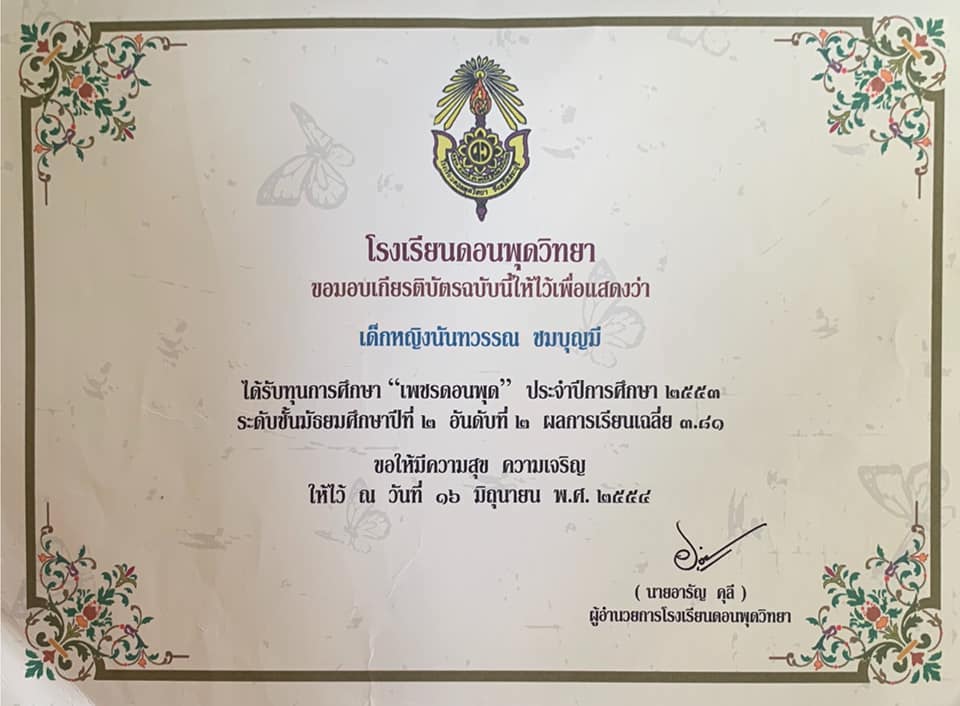 โรงเรียนดอนพุดวิทยา
ขอมอบเกียรติบัตรฉบับนี้ให้ไว้เพื่อแสดงว่า
เด็กหญิงนันทวรรณ ชมบุญมี
ได้รับทุนการศึกษา “เพชรดอนพุด” ประจำปีการศึกษา ๒๕๕๓
ระดับชั้นมัธยมศึกษาปีที่ ๒ อันดับที่ ๒ ผลการเรียนเฉลี่ย ๓.๘๑
ขอให้มีความสุข ความเจริญ
ให้ไว้ ณ วันที่ ๑๖ มิถุนายน พ.ศ. ๒๕๕๔
( นายอารัญ ดุลี )
ผู้อำนวยการโรงเรียนดอนพุดวิทยา